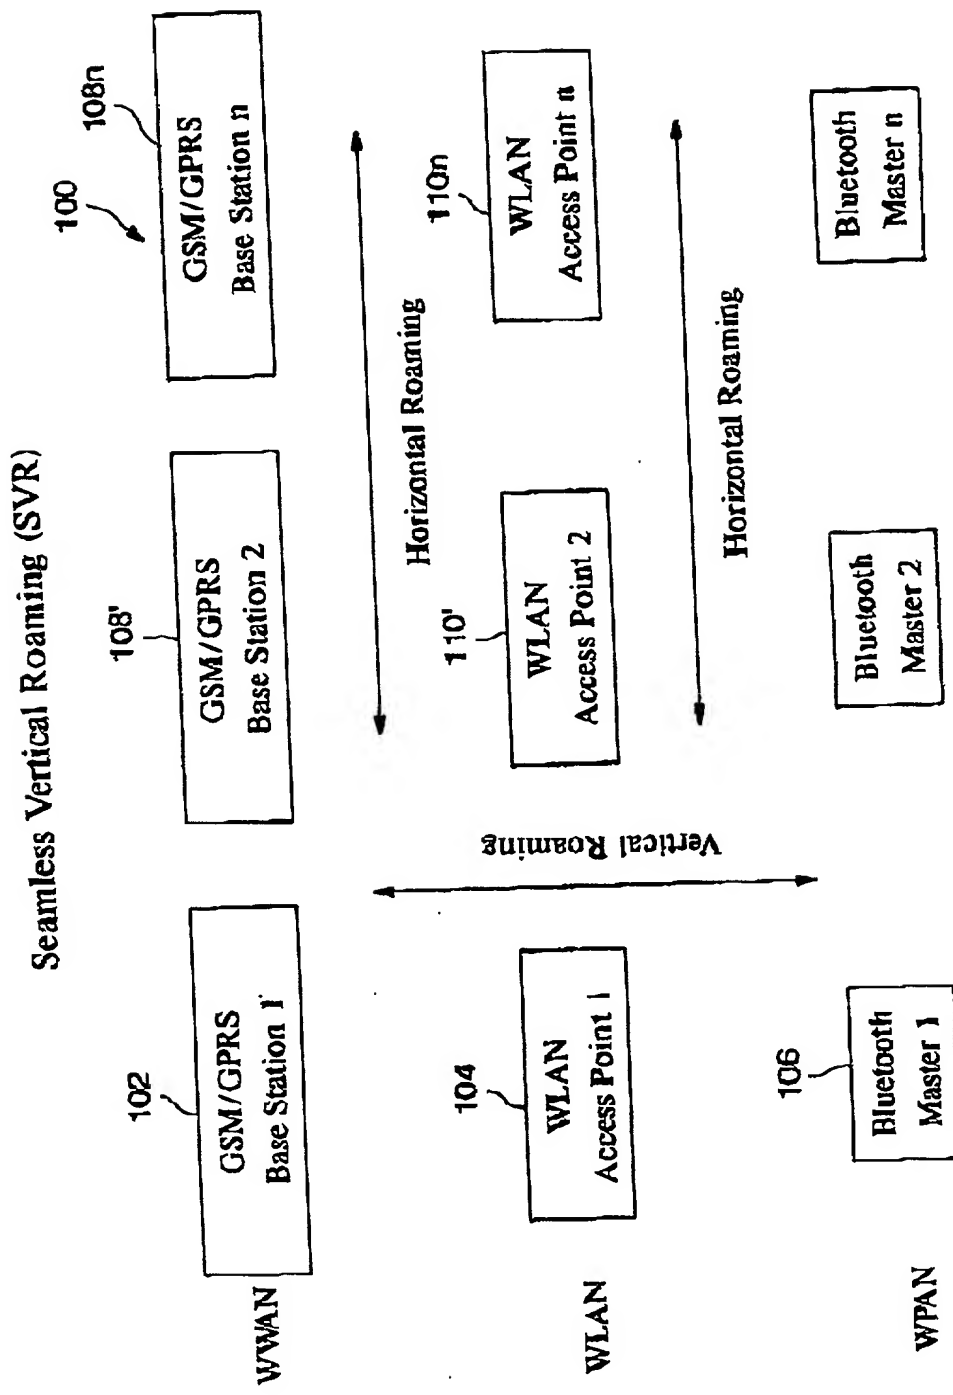 Seamless Vertical Roaming (SVR)
100
102
108'
108n
WWAN
GSM/GPRS
Base Station 1
GSM/GPRS
Base Station 2
GSM/GPRS
Base Station n
Horizontal Roaming
Vertical Roaming
104
110'
110n
WLAN
WLAN
Access Point 1
WLAN
Access Point 2
WLAN
Access Point n
Horizontal Roaming
106
WPAN
Bluetooth
Master 1
Bluetooth
Master 2
Bluetooth
Master n